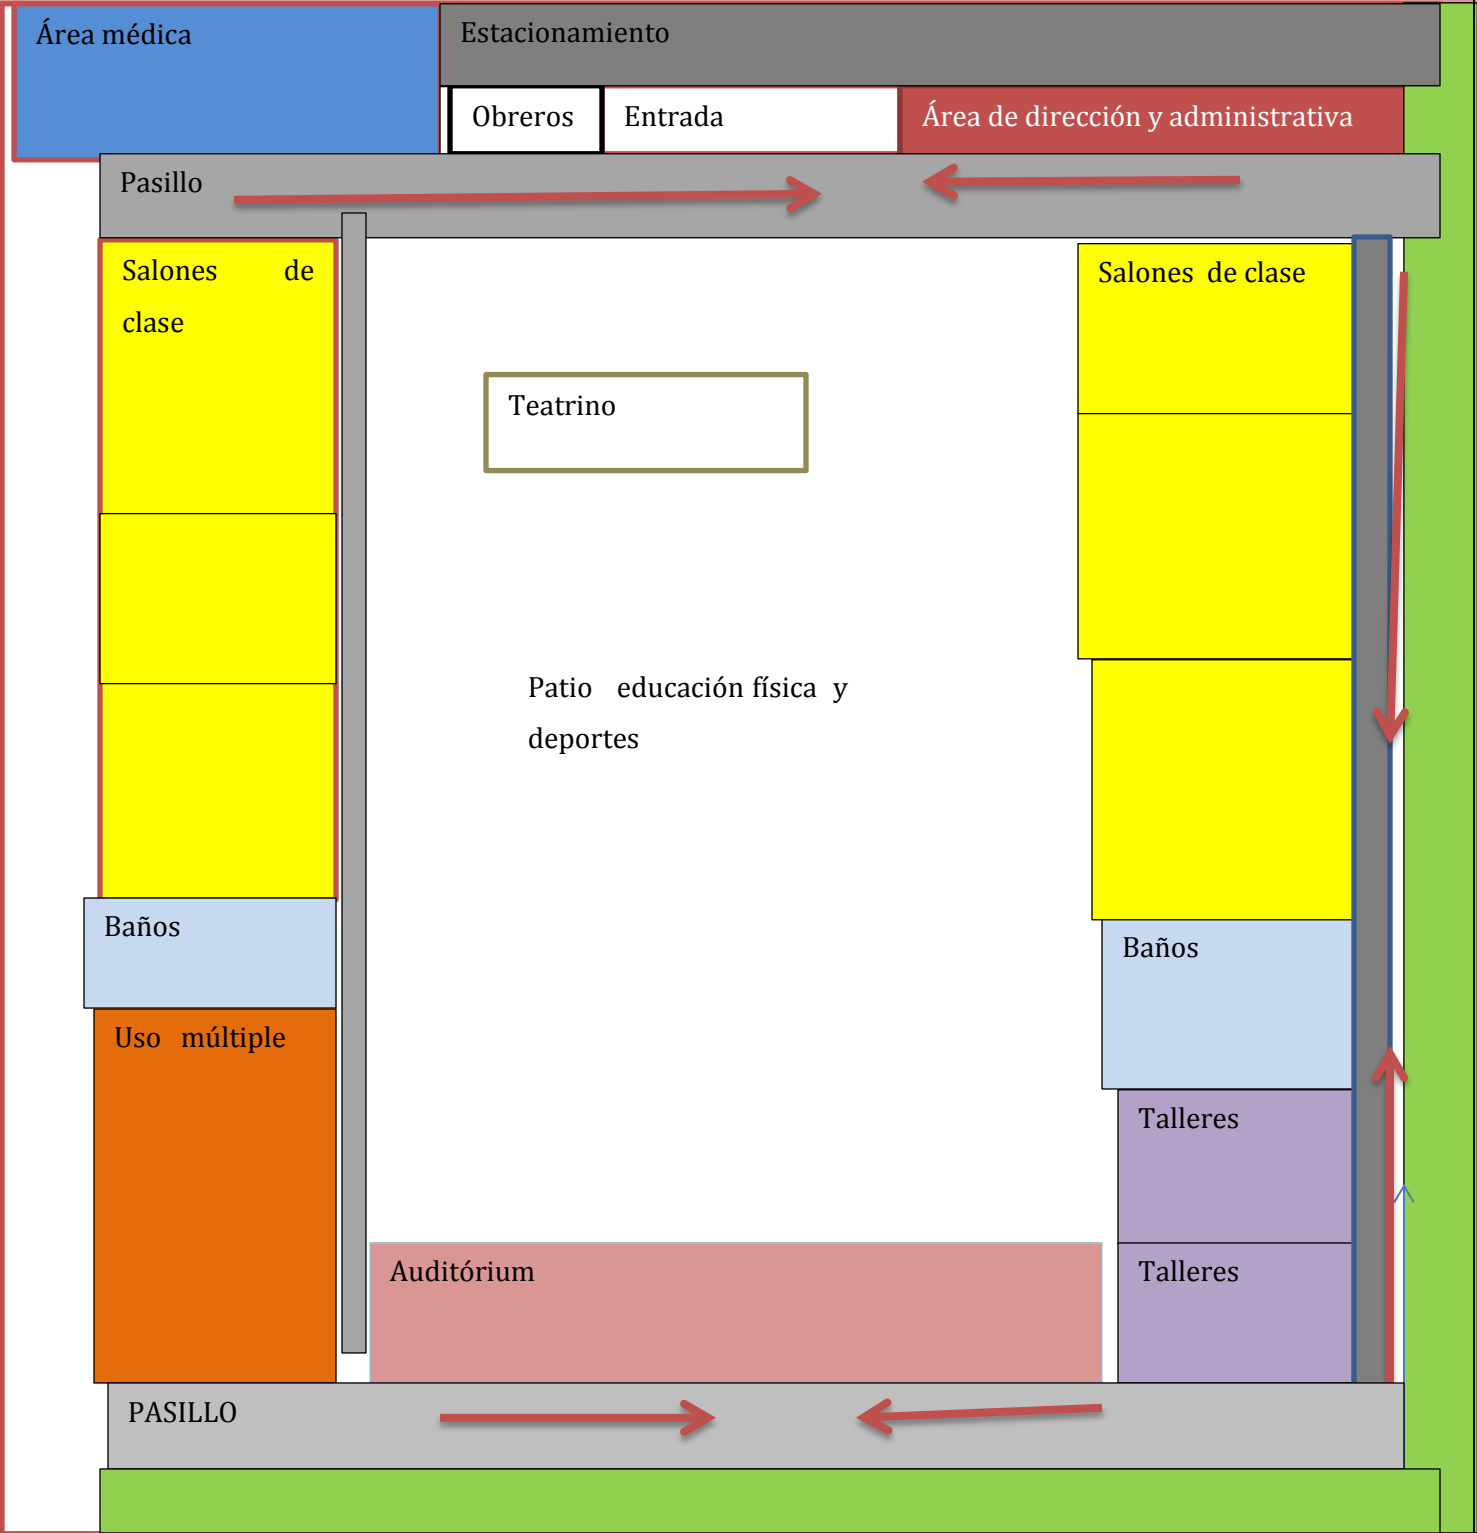 Área médica
Estacionamiento
Obreros
Entrada
Área de dirección y administrativa
Pasillo
Salones de
clase
Salones de clase
Teatrino
Patio educación física y
deportes
Baños
Baños
Uso múltiple
Talleres
Auditórium
Talleres
PASILLO